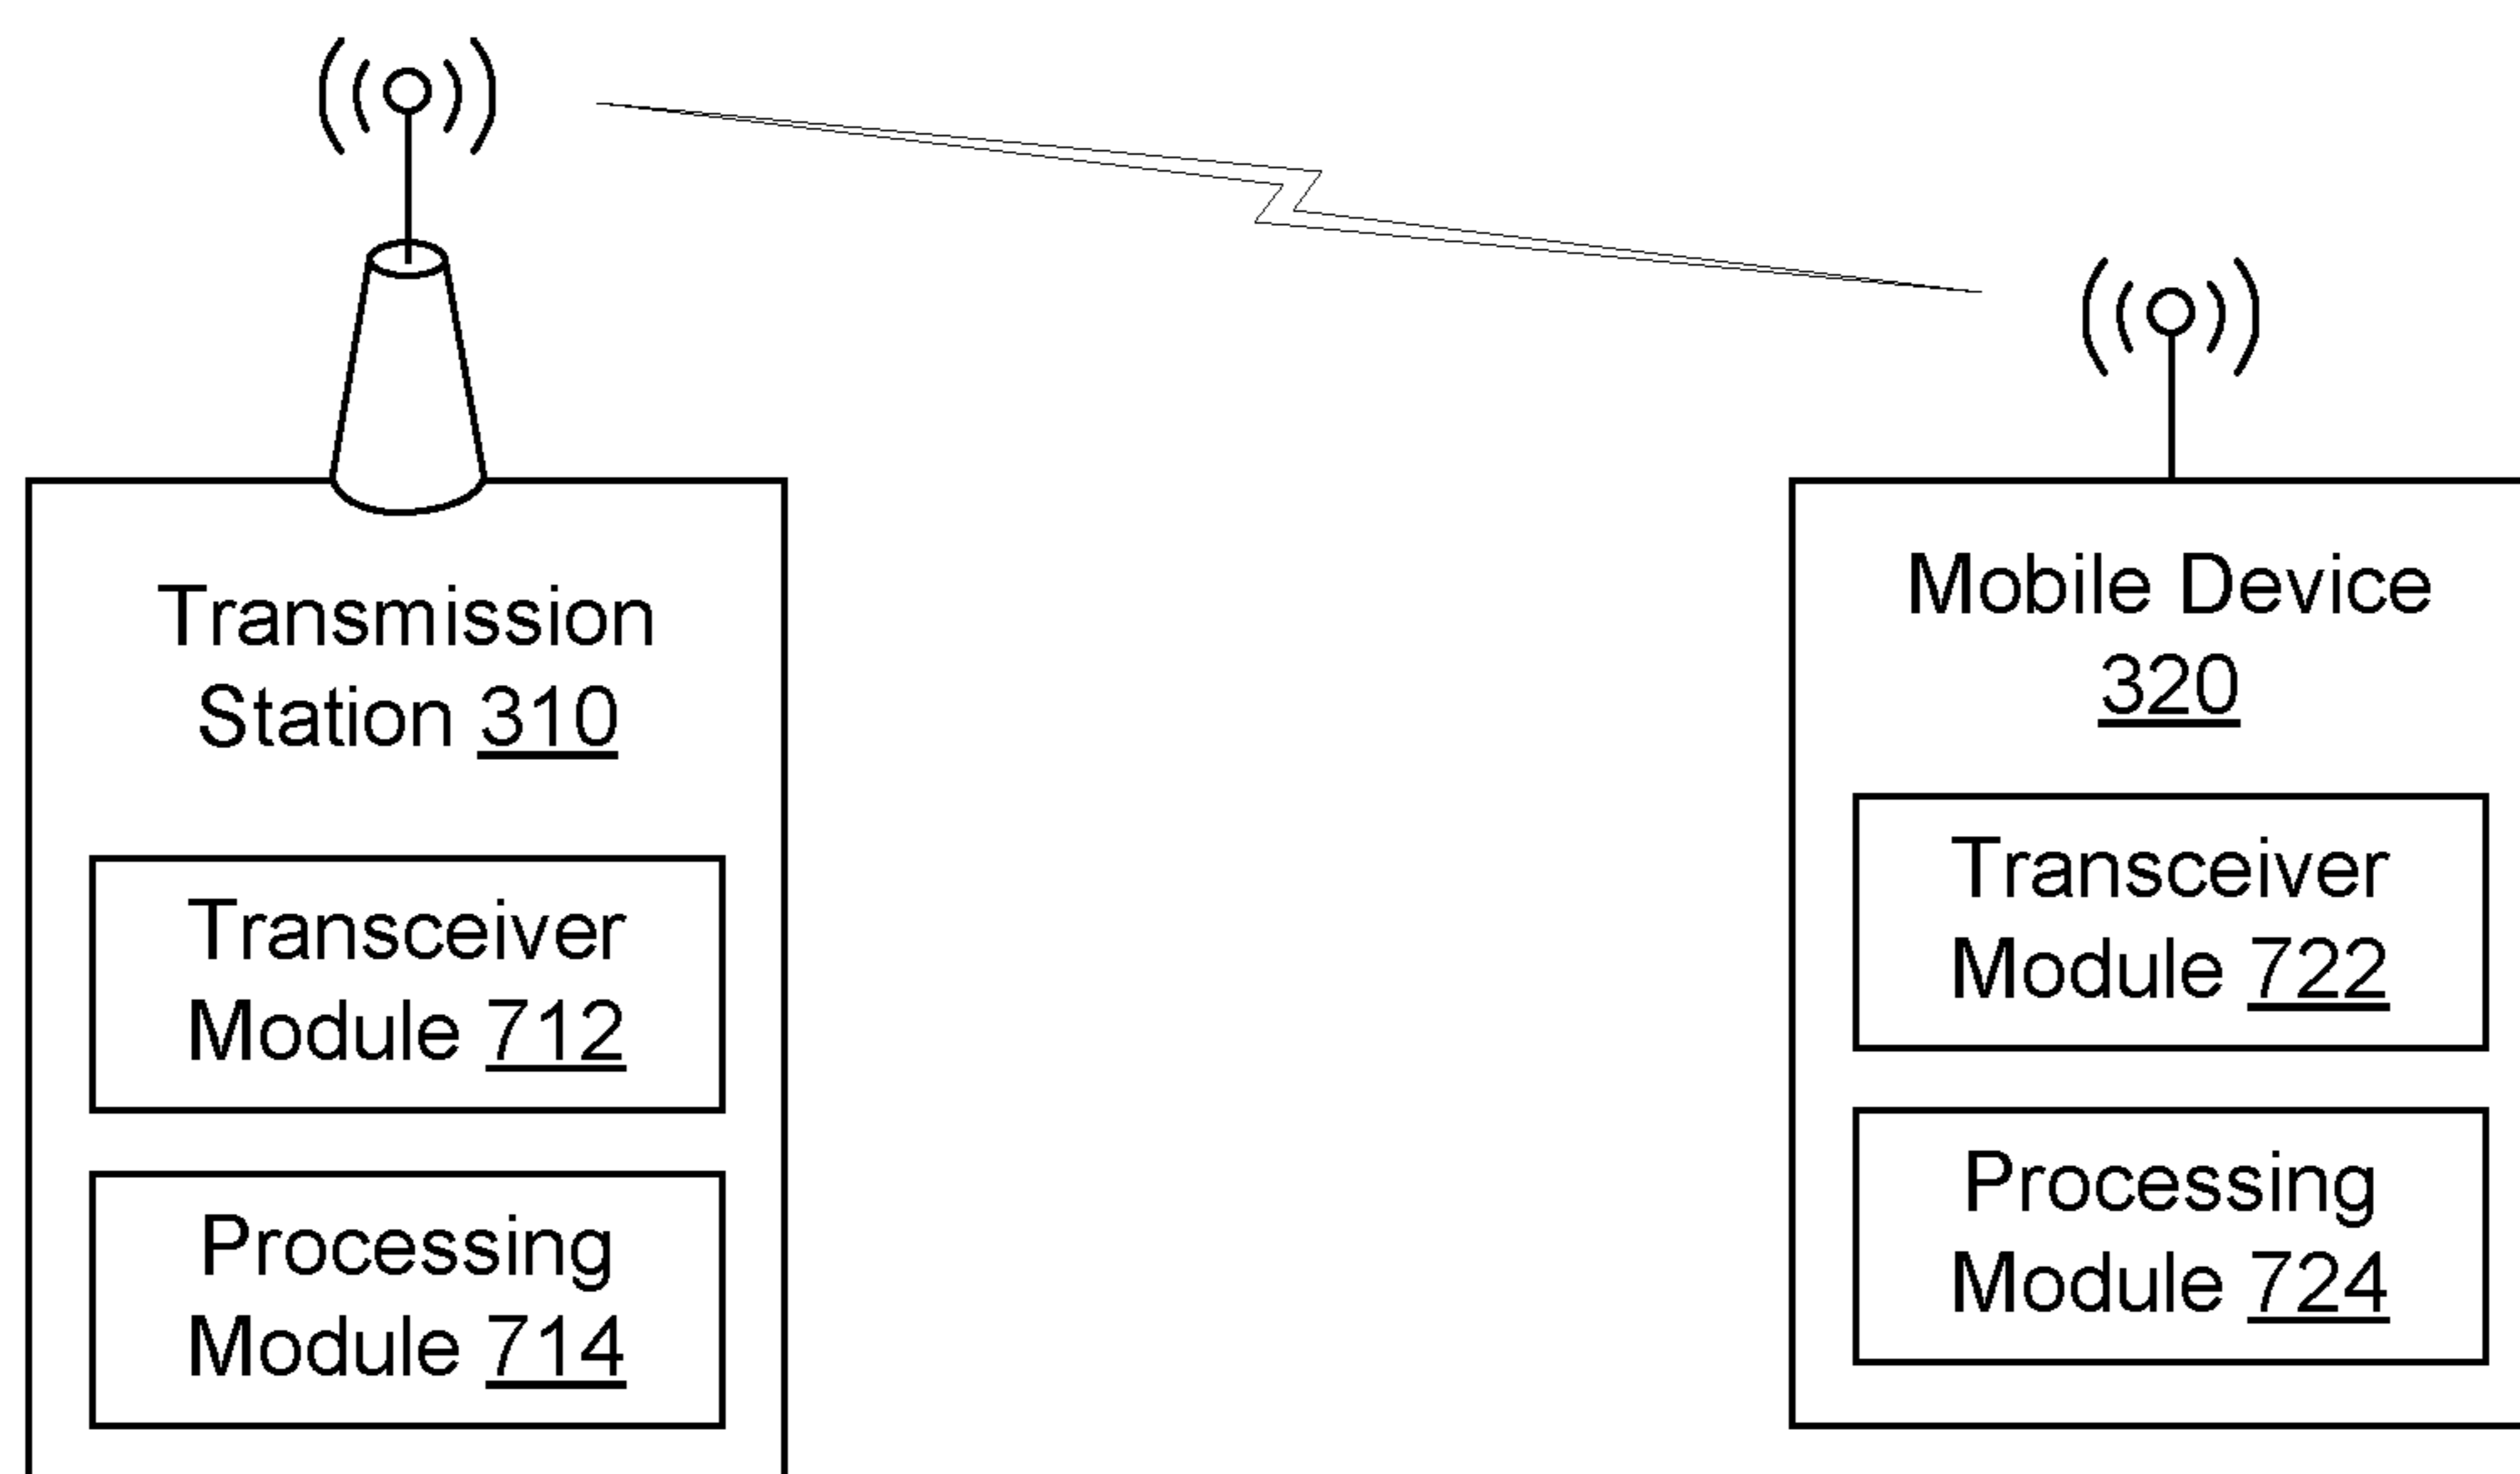 Transmission
Station 310
Transceiver
Module 712
Processing
Module 714
Mobile Device
320
Transceiver
Module 722
Processing
Module 724